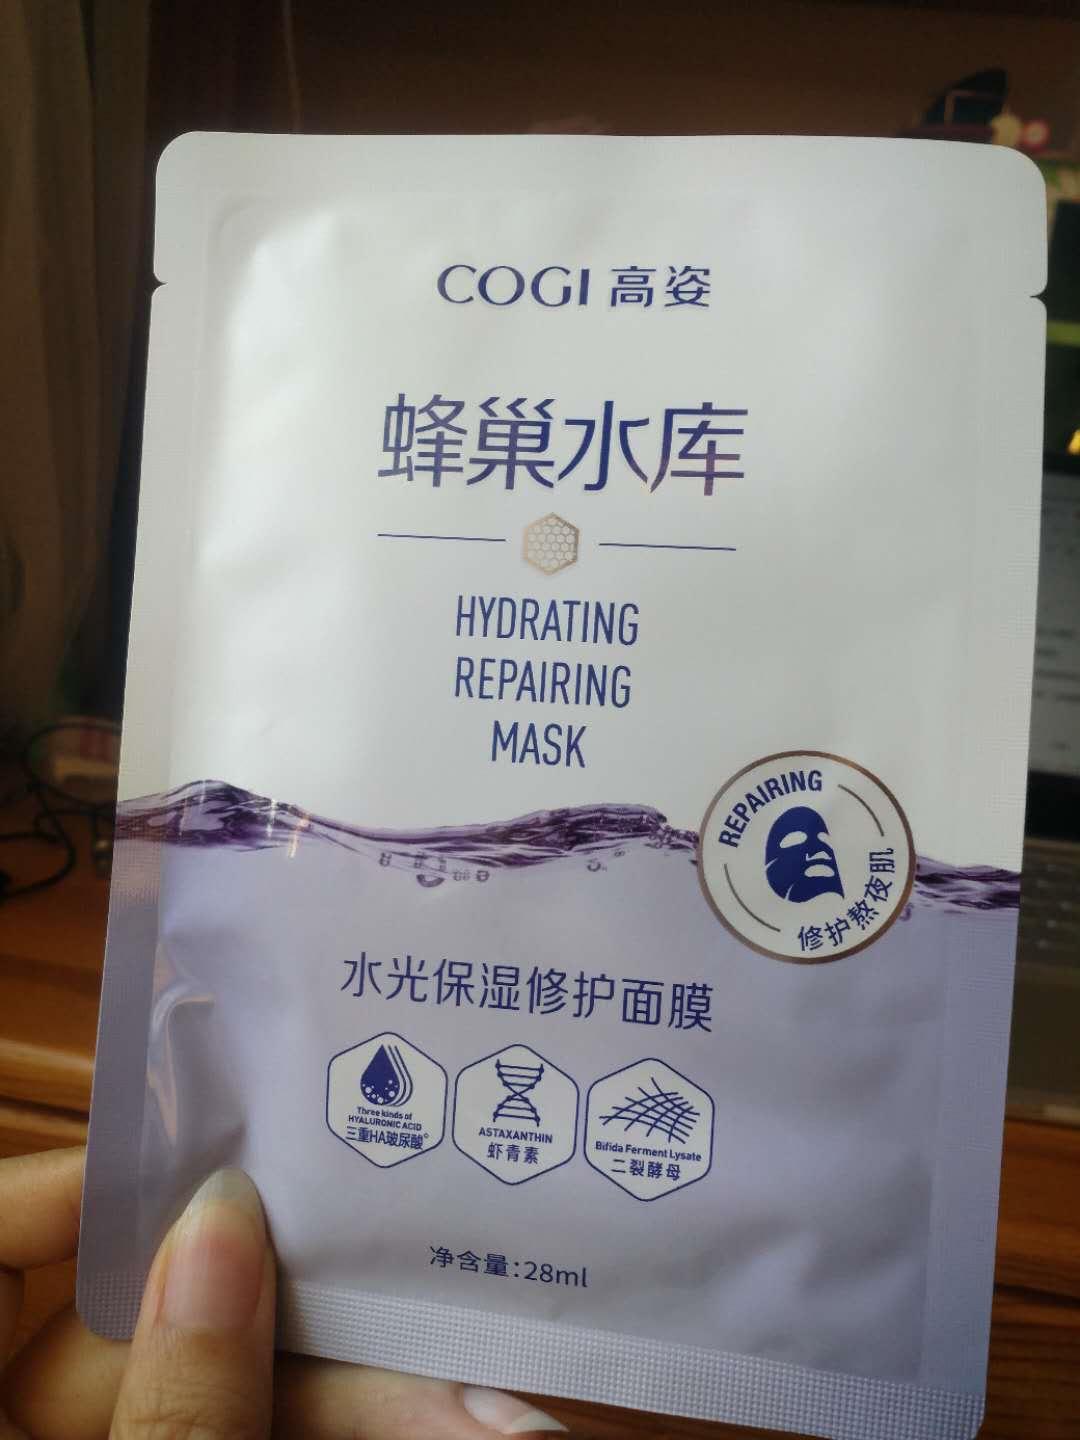 COGI 高姿
蜂巢水库
HYDRATING
REPAIRING
MASK
REPAIRING
修护熬夜肌
水光保湿修护面膜
Three kinds of
HYALURONIC ACID
三重HA玻尿酸°
ASTAXANTHIN
虾青素
Bifida Ferment Lysate
二裂酵母
净含量:28ml